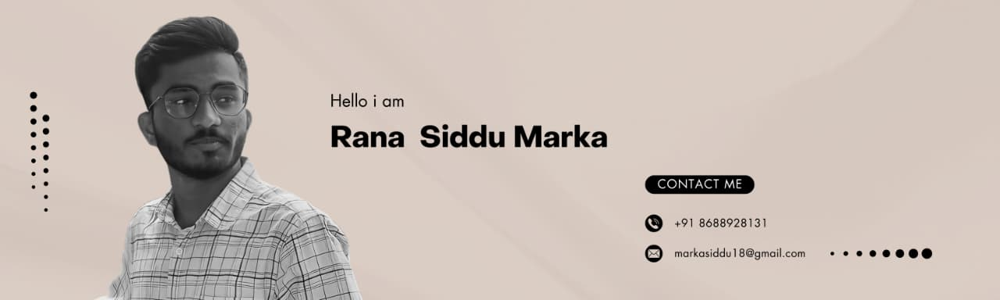 Hello i am
Rana Siddu Marka
CONTACT ME
+91 8688928131
markasiddu18@gmail.com